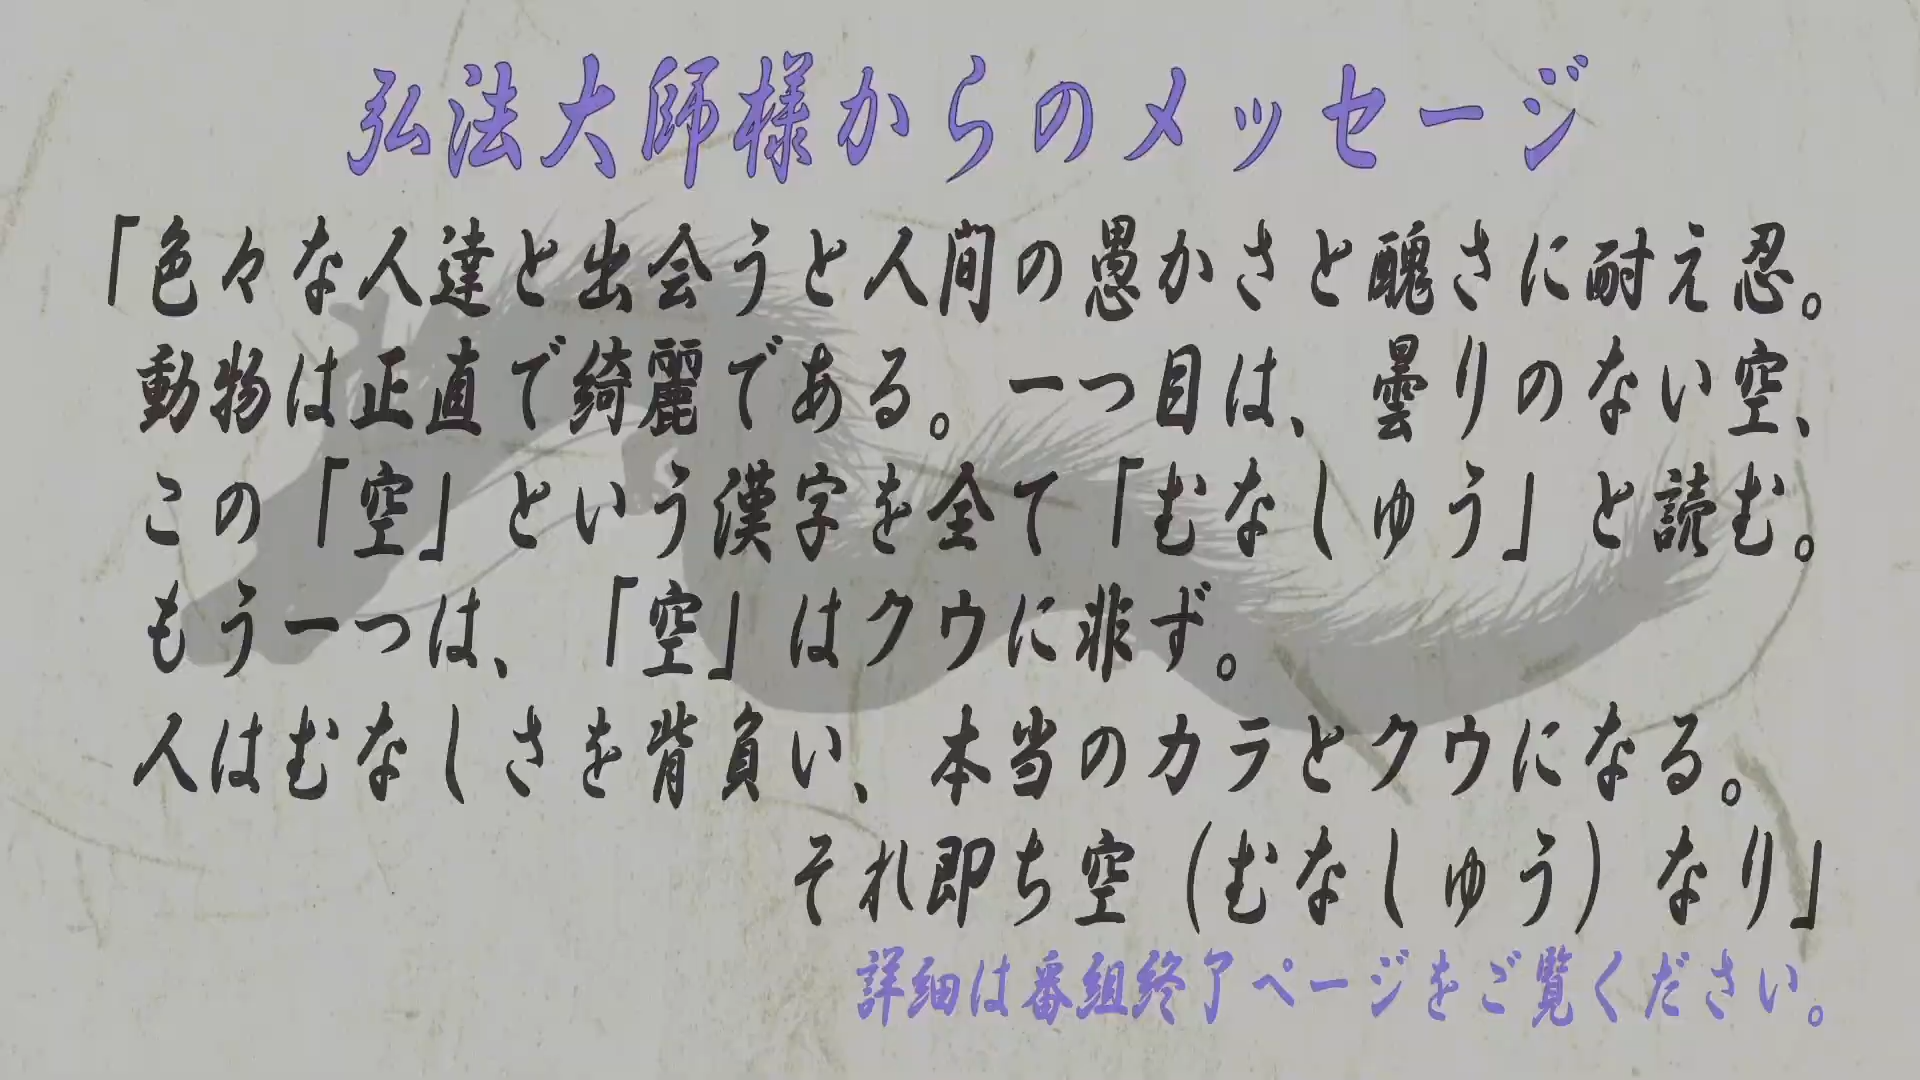 弘法大師様からのメッセージ
「色々な人達と出会うと人間の愚かさと醜さに耐え忍。
動物は正直で綺麗である。一つ目は、曇りのない空、
この「空」という漢字を全て「むなしゅう」と読む。
もう一つは、「空」はクウに非ず。
人はむなしさを背負い、本当のカラとクウになる。
それ即ち空(むなしゅう)なり」
詳細は番組終了ページをご覧ください。